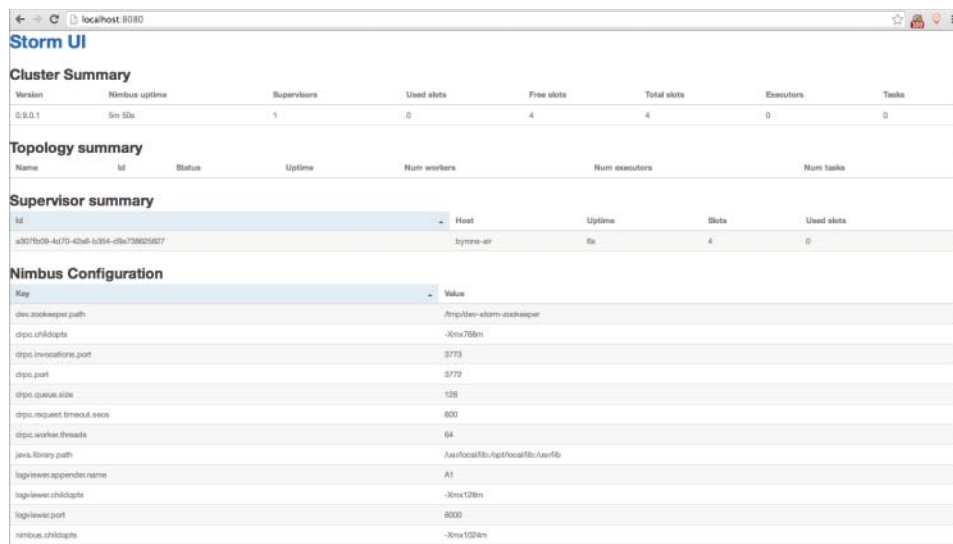 localhost:8080
Storm UI
Cluster Summary
Version Nimbus uptime Supervisors Used slots Free slots Total slots Executors Tasks
0.9.0.1 5m 50s 1 0 4 4 0 0
Topology summary
Name Id Status Uptime Num workers Num executors Num tasks
Supervisor summary
Id Host Uptime Slots Used slots
byrons-air 6s 4 0
Nimbus Configuration
Key Value
dev.zookeeper.path /tmp/dev-storm-zookeeper
drpc.childopts -Xmx768m
drpc.invocations.port 3773
drpc.port 3772
drpc.queue.size 128
drpc.request.timeout.secs 600
drpc.worker.threads 64
java.library.path /usr/local/lib:/opt/local/lib:/usr/lib
logviewer.appender.name A1
logviewer.childopts -Xmx128m
logviewer.port 8000
nimbus.childopts -Xmx1024m